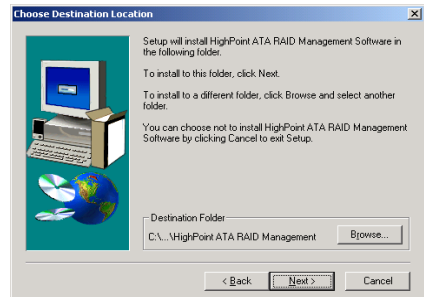 Choose Destination Location
Setup will install HighPoint ATA RAID Management Software in
the following folder.
To install to this folder, click Next.
To install to a different folder, click Browse and select another
folder.
You can choose not to install HighPoint ATA RAID Management
Software by clicking Cancel to exit Setup.
Destination Folder
C:\...\HighPoint ATA RAID Management
Browse...
< Back
Next >
Cancel